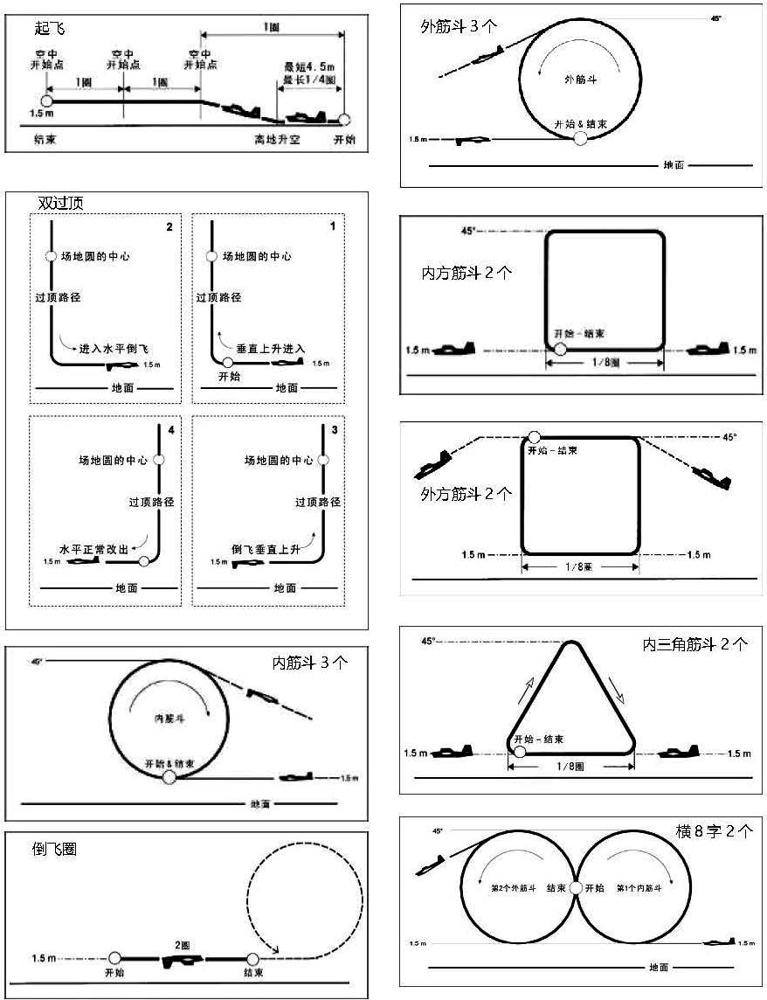 起飞
1圈
空中
开始点
空中
开始点
空中
开始点
最短4.5m
最长1/4圈
1圈
1圈
1.5 m
结束
离地升空
开始
双过顶
2
场地圆的中心
过顶路径
进入水平倒飞
1.5 m
地面
1
场地圆的中心
过顶路径
垂直上升进入
1.5 m
开始
地面
4
场地圆的中心
过顶路径
水平正常改出
1.5 m
地面
3
场地圆的中心
过顶路径
倒飞垂直上升
1.5 m
地面
内筋斗3个
45°
内筋斗
开始&结束
1.5 m
地面
倒飞圈
2圈
1.5 m
开始
结束
外筋斗3个
45°
外筋斗
开始&结束
1.5 m
地面
45°
内方筋斗2个
开始-结束
1.5 m
1.5 m
1/8圈
45°
开始-结束
外方筋斗2个
1.5 m
1.5 m
1/8圈
45°
内三角筋斗2个
开始-结束
1.5 m
1.5 m
1/8圈
横8字2个
45°
第2个外筋斗
结束
开始
第1个内筋斗
1.5 m
1.5 m
地面